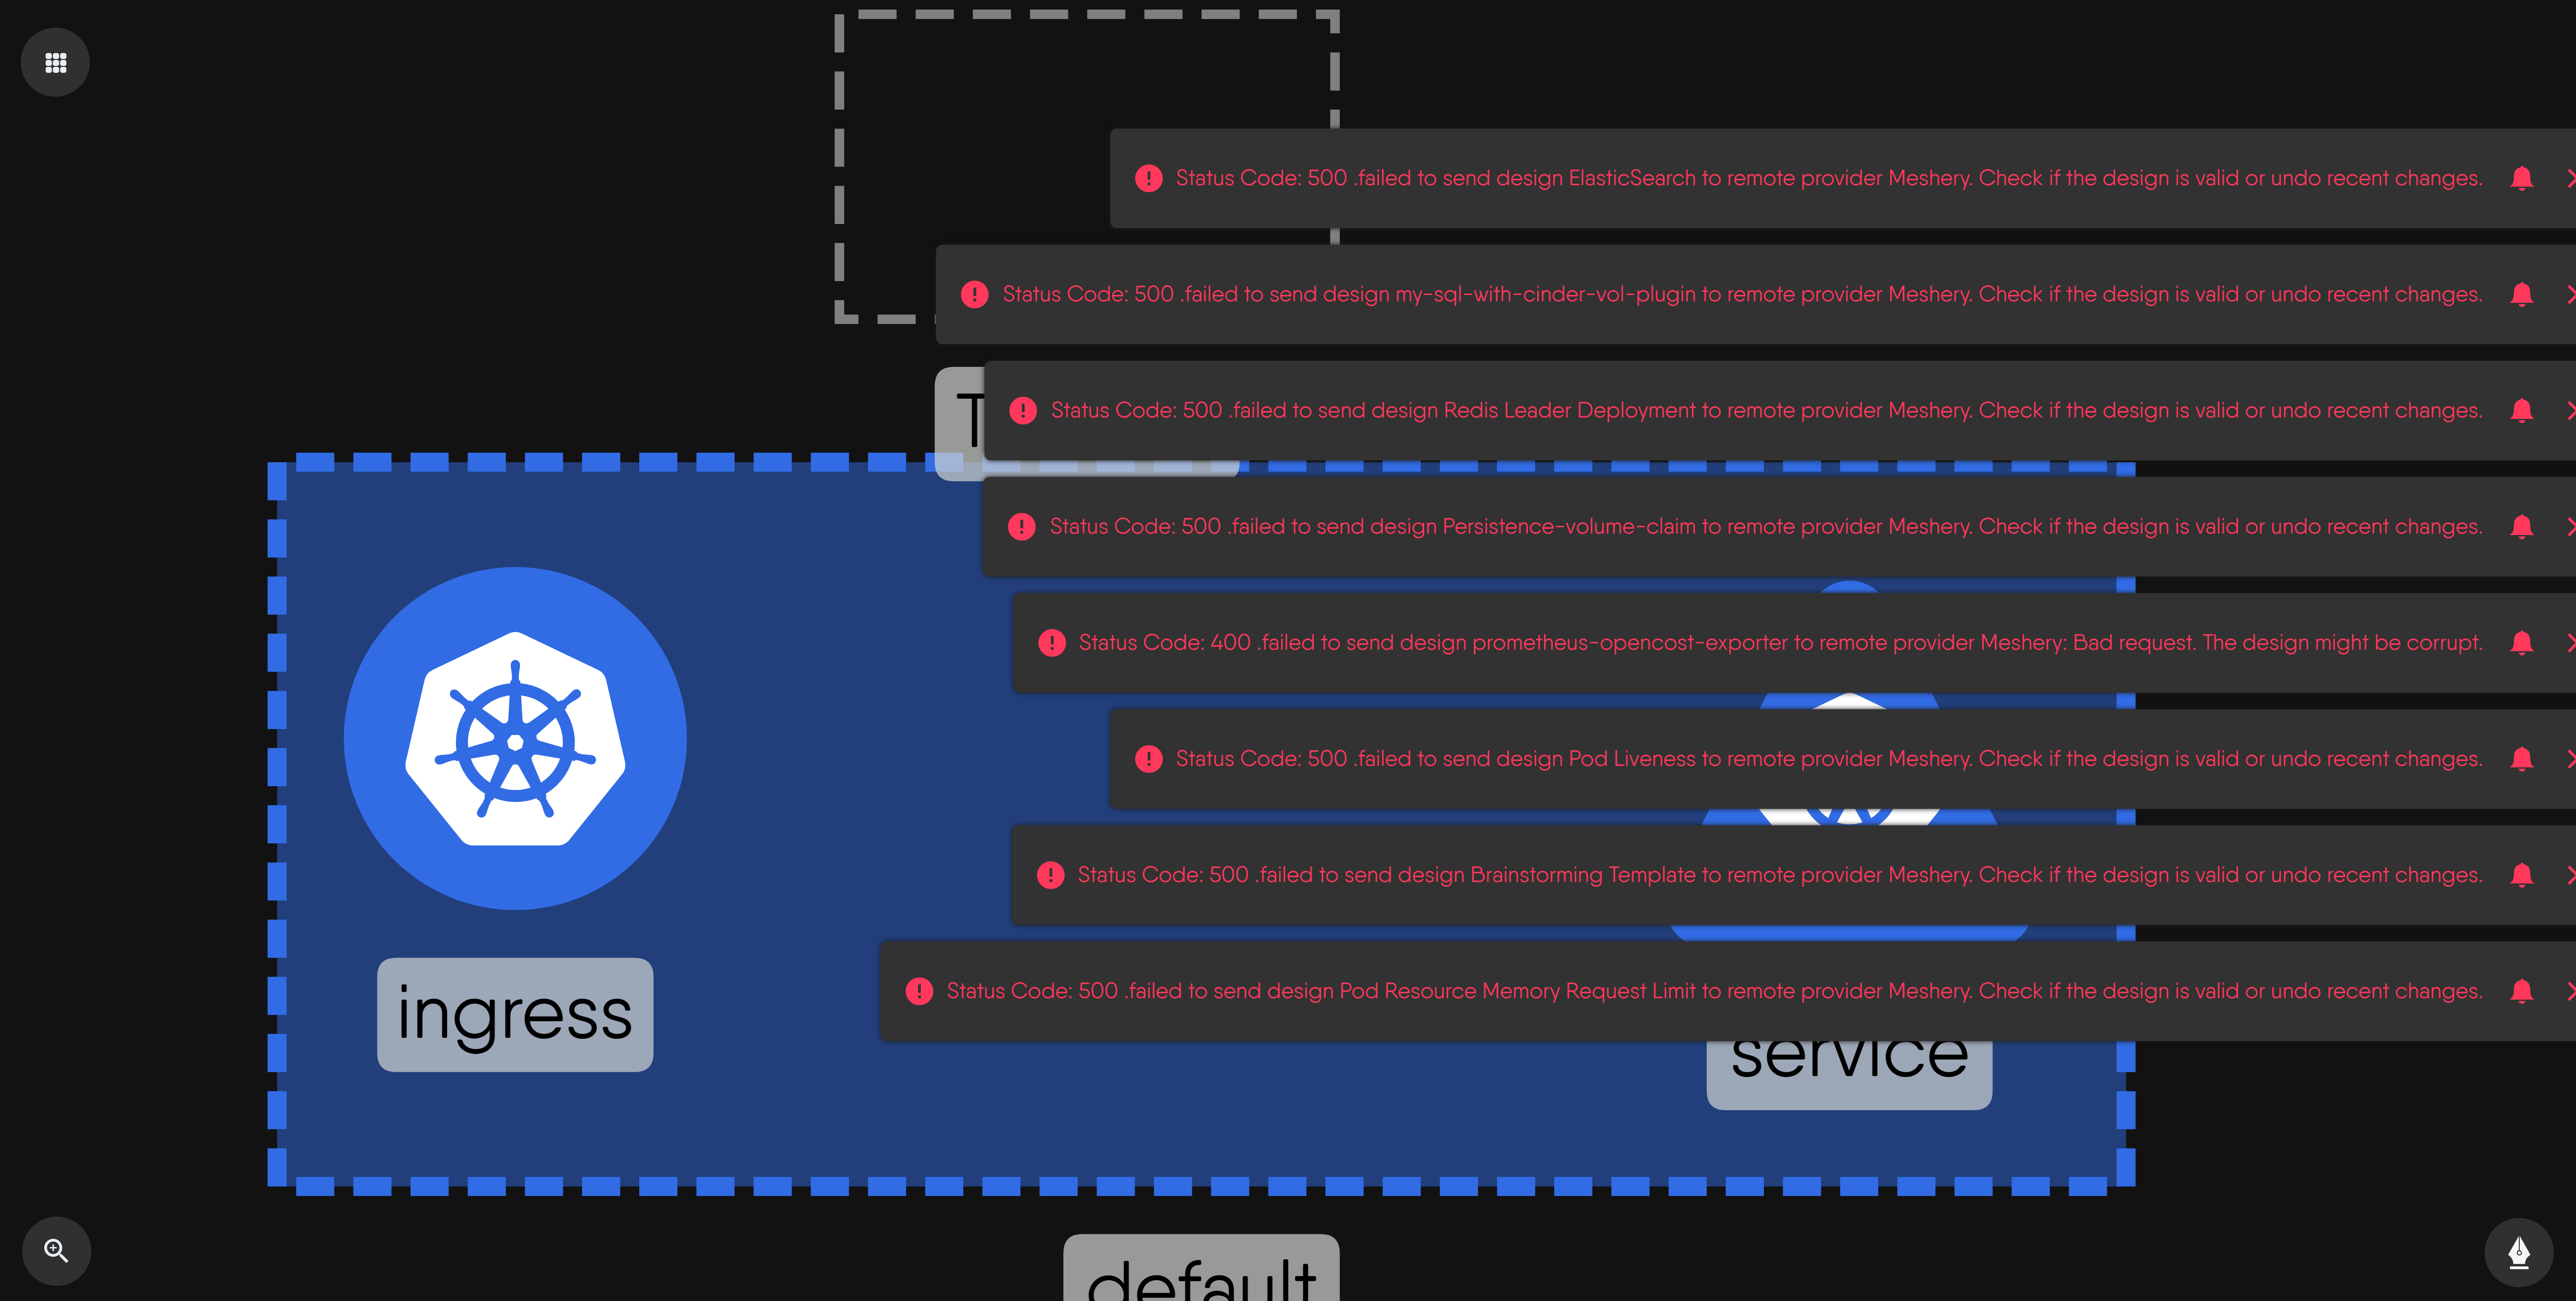 Status Code: 500 .failed to send design ElasticSearch to remote provider Meshery. Check if the design is valid or undo recent changes.
Status Code: 500 .failed to send design my-sql-with-cinder-vol-plugin to remote provider Meshery. Check if the design is valid or undo recent changes.
Status Code: 500 .failed to send design Redis Leader Deployment to remote provider Meshery. Check if the design is valid or undo recent changes.
Status Code: 500 .failed to send design Persistence-volume-claim to remote provider Meshery. Check if the design is valid or undo recent changes.
Status Code: 400 .failed to send design prometheus-opencost-exporter to remote provider Meshery: Bad request. The design might be corrupt.
Status Code: 500 .failed to send design Pod Liveness to remote provider Meshery. Check if the design is valid or undo recent changes.
Status Code: 500 .failed to send design Brainstorming Template to remote provider Meshery. Check if the design is valid or undo recent changes.
Status Code: 500 .failed to send design Pod Resource Memory Request Limit to remote provider Meshery. Check if the design is valid or undo recent changes.
ingress
service
default